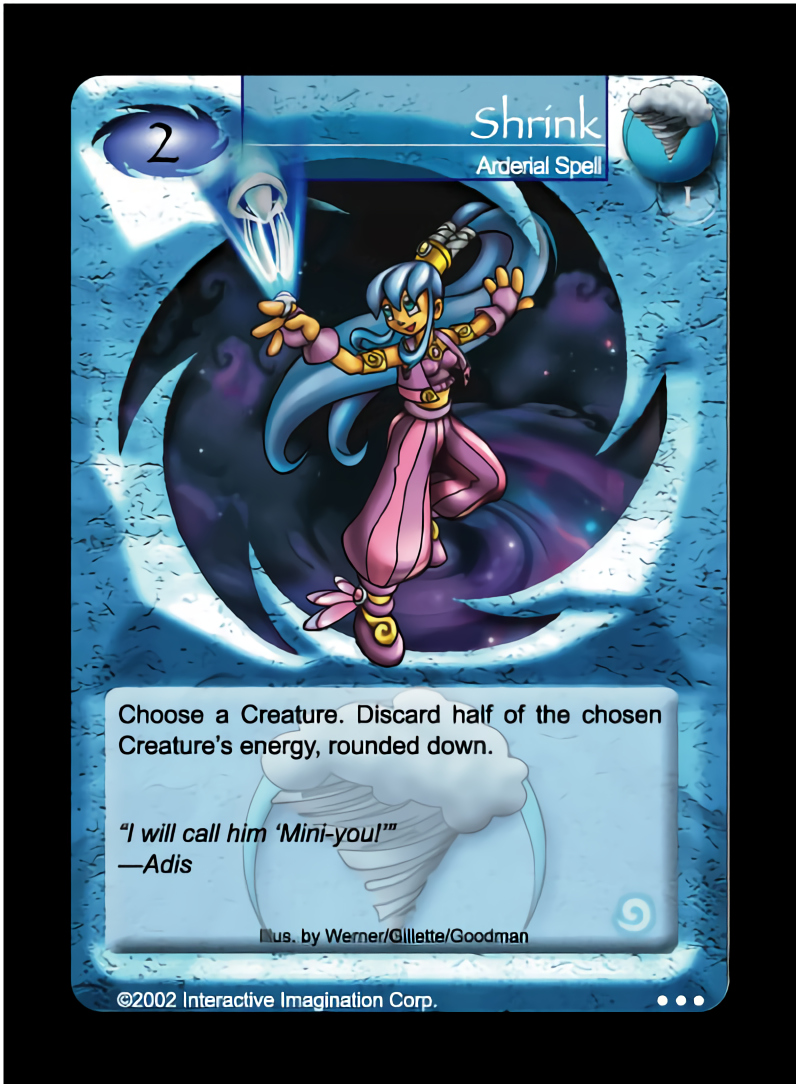 2
Shrink
Arderial Spell
1
Choose a Creature. Discard half of the chosen
Creature's energy, rounded down.
“I will call him ‘Mini-you!’”
—Adis
Illus. by Werner/Gillette/Goodman
©2002 Interactive Imagination Corp.